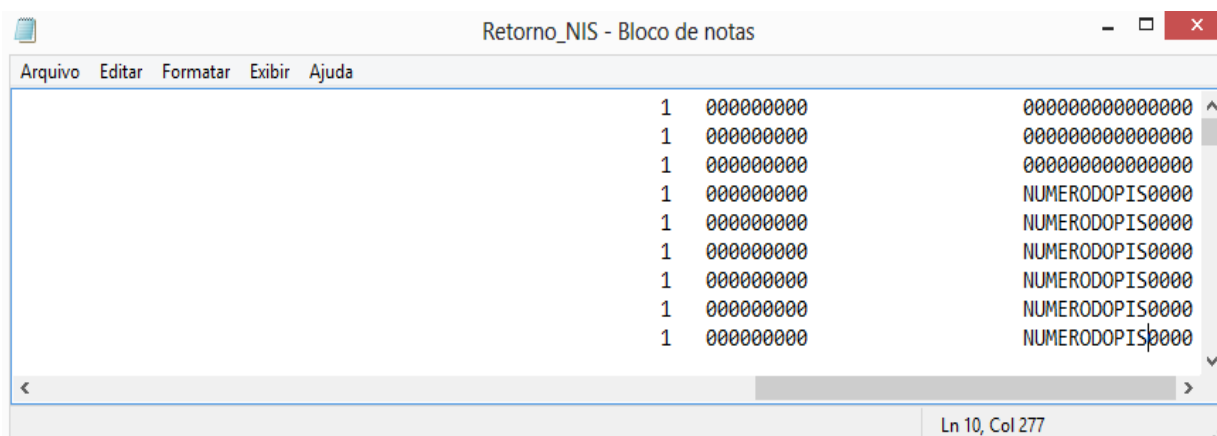 Retorno_NIS - Bloco de notas
Arquivo Editar Formatar Exibir Ajuda
1 000000000 000000000000000
1 000000000 000000000000000
1 000000000 000000000000000
1 000000000 NUMERODOPIS0000
1 000000000 NUMERODOPIS0000
1 000000000 NUMERODOPIS0000
1 000000000 NUMERODOPIS0000
1 000000000 NUMERODOPIS0000
1 000000000 NUMERODOPIS0000
Ln 10, Col 277